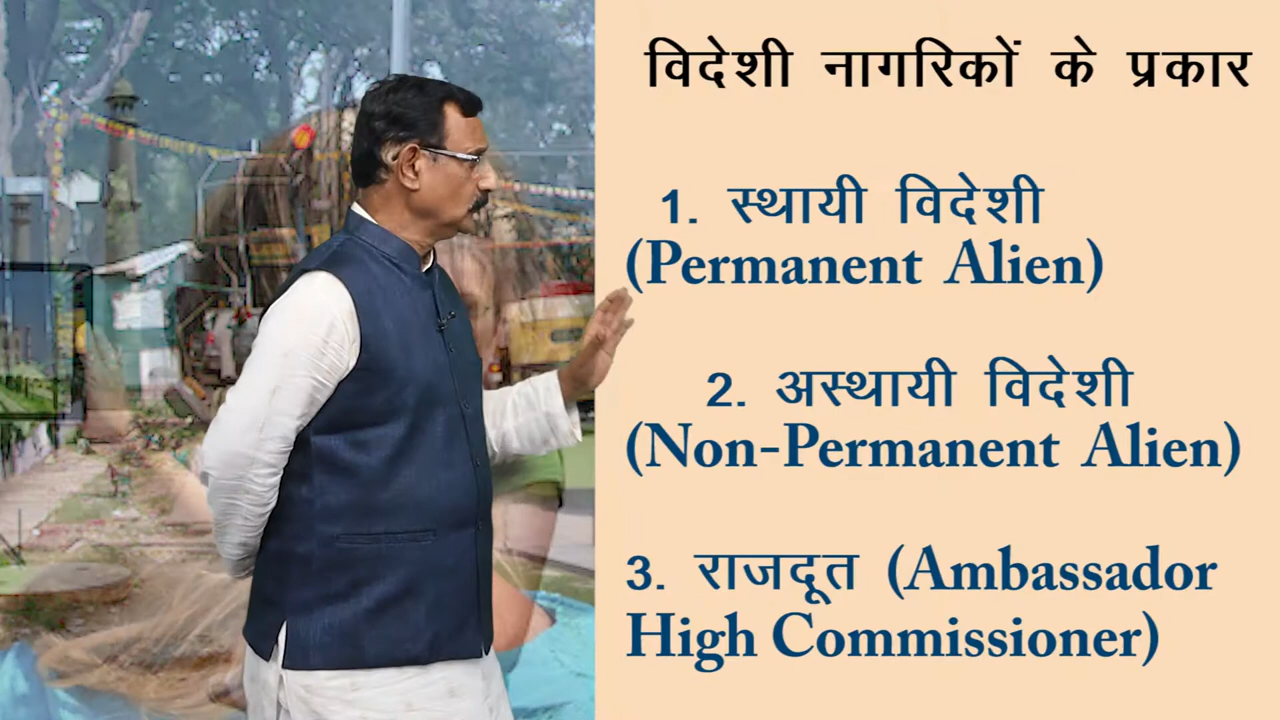 विदेशी नागरिकों के प्रकार
1. स्थायी विदेशी
(Permanent Alien)
2. अस्थायी विदेशी
(Non-Permanent Alien)
3. राजदूत (Ambassador
High Commissioner)